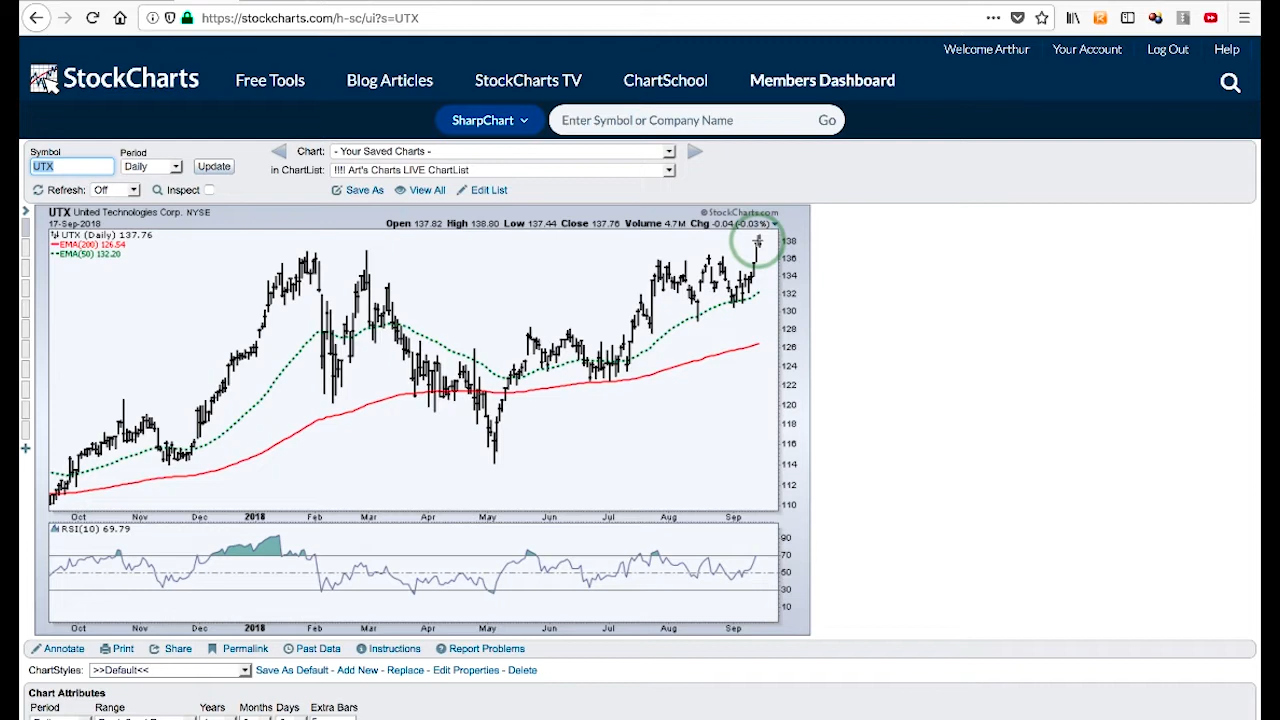 https://stockcharts.com/h-sc/ui?s=UTX
Welcome Arthur Your Account Log Out Help
StockCharts Free Tools Blog Articles StockCharts TV ChartSchool Members Dashboard
SharpChart Enter Symbol or Company Name Go
Symbol Period Chart: - Your Saved Charts -
UTX Daily Update in ChartList: !!!! Art's Charts LIVE ChartList
Refresh: Off Inspect Save As View All Edit List
UTX United Technologies Corp. NYSE © StockCharts.com
17-Sep-2018 Open 137.82 High 138.80 Low 137.44 Close 137.76 Volume 4.7M Chg -0.04 (-0.03%)
UTX (Daily) 137.76
EMA(200) 126.54
EMA(50) 132.20
138
136
134
132
130
128
126
124
122
120
118
116
114
112
110
Oct Nov Dec 2018 Feb Mar Apr May Jun Jul Aug Sep
RSI(10) 69.79
90
70
50
30
10
Oct Nov Dec 2018 Feb Mar Apr May Jun Jul Aug Sep
Annotate Print Share Permalink Past Data Instructions Report Problems
ChartStyles: >>Default<< Save As Default - Add New - Replace - Edit Properties - Delete
Chart Attributes
Period Range Years Months Days Extra Bars